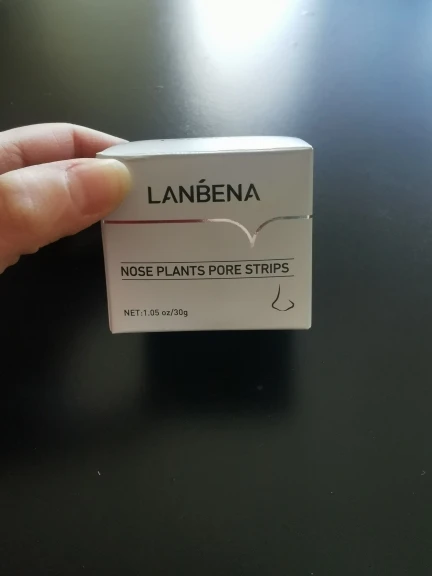 LANBENA
NOSE PLANTS PORE STRIPS
NET:1.05 oz/30g